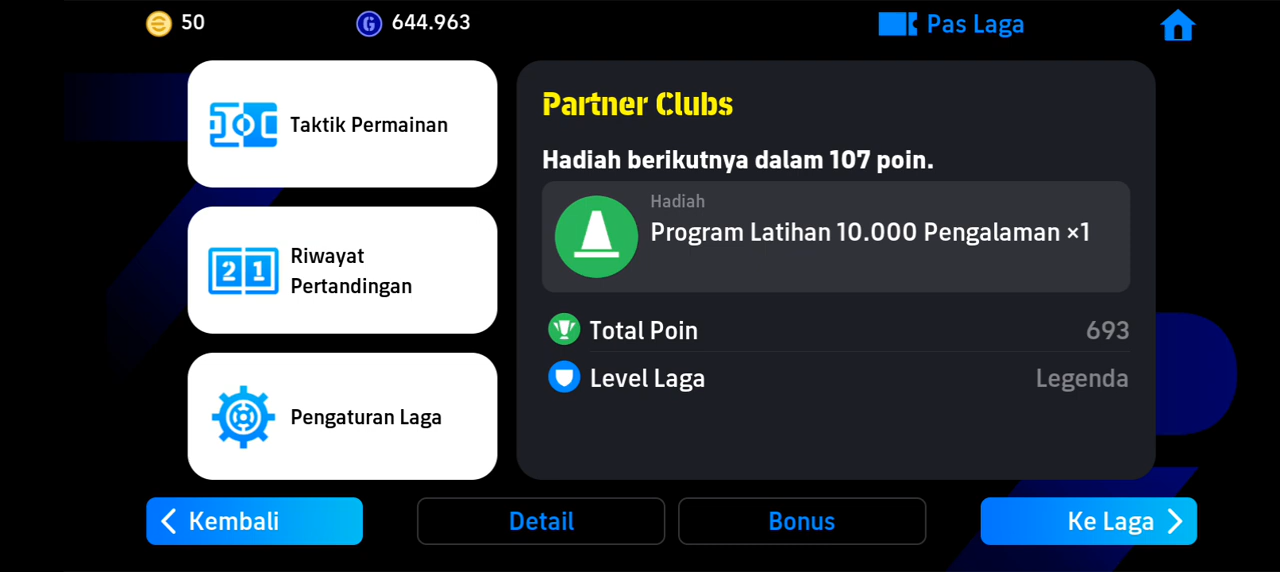 50
644.963
Pas Laga
Taktik Permainan
Riwayat
Pertandingan
Pengaturan Laga
Partner Clubs
Hadiah berikutnya dalam 107 poin.
Hadiah
Program Latihan 10.000 Pengalaman ×1
Total Poin 693
Level Laga Legenda
Kembali
Detail
Bonus
Ke Laga